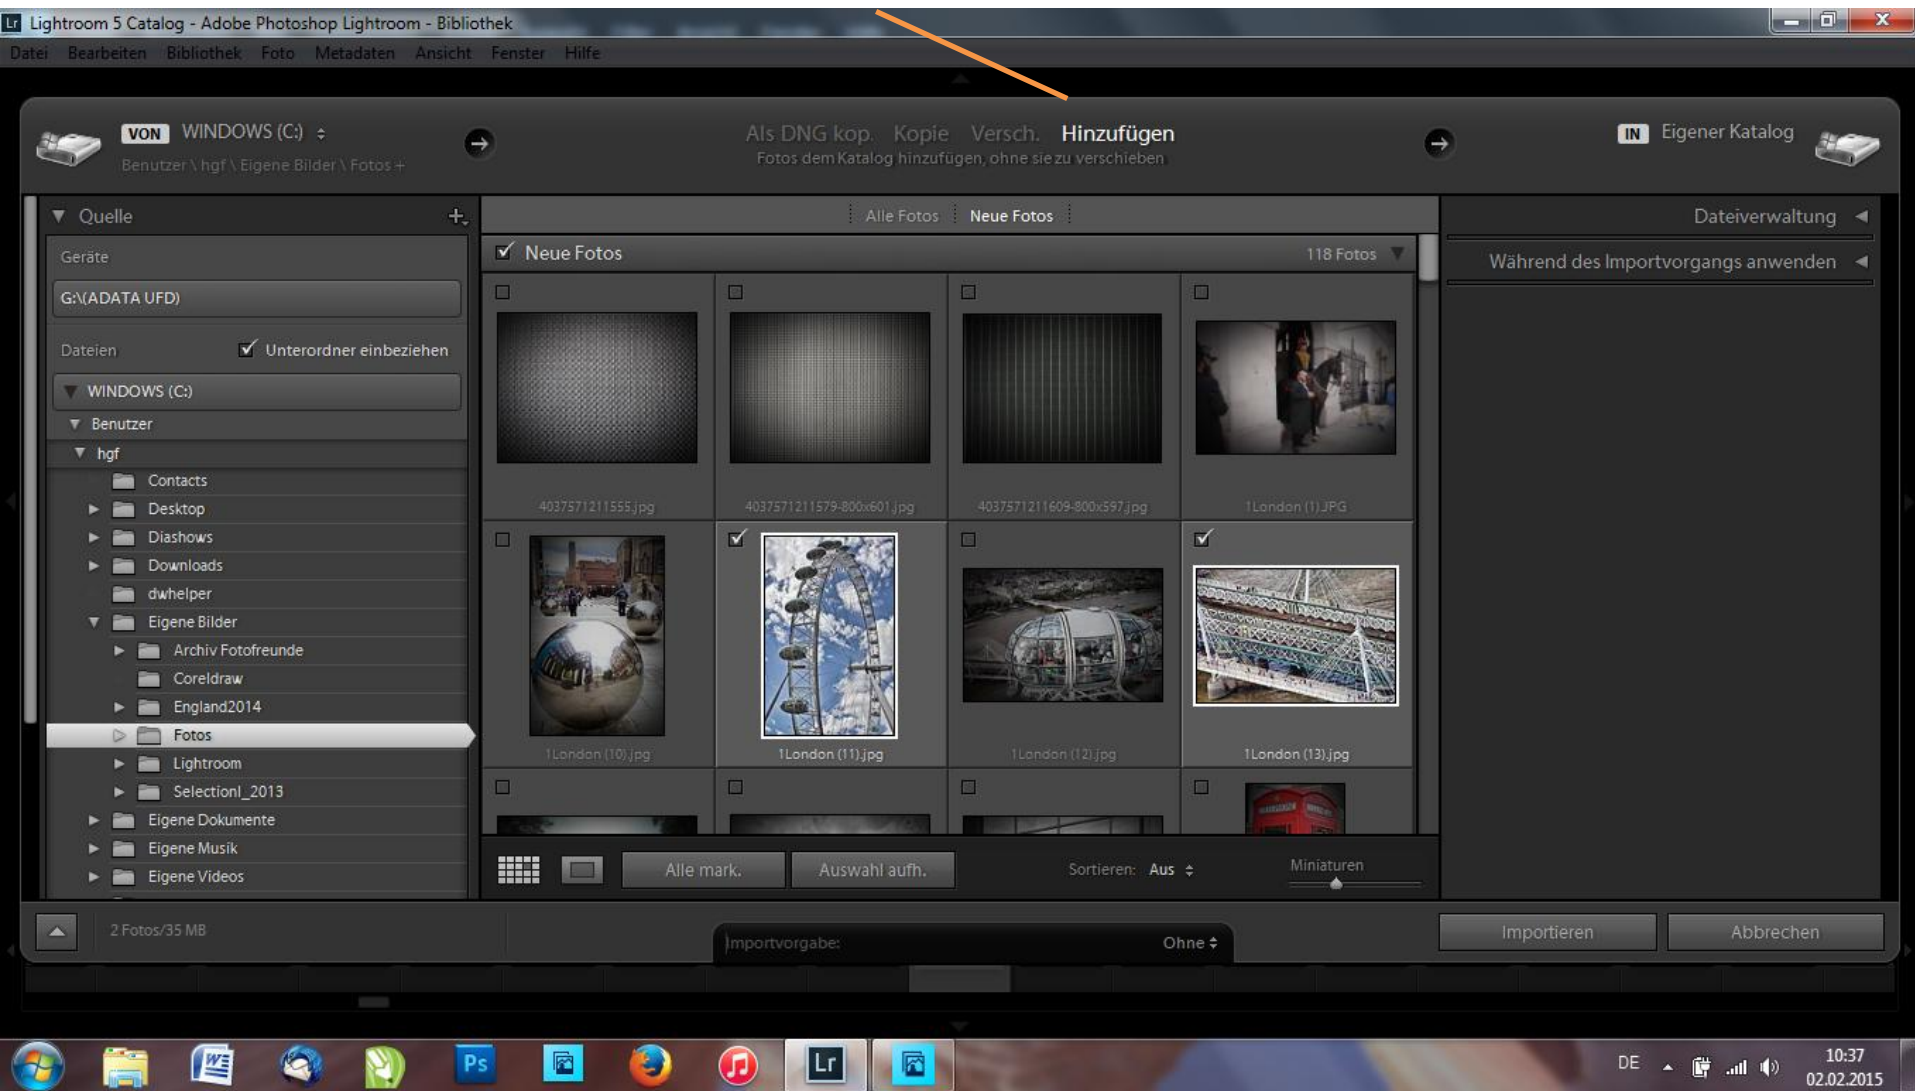 Lr Lightroom 5 Catalog - Adobe Photoshop Lightroom - Bibliothek
Datei Bearbeiten Bibliothek Foto Metadaten Ansicht Fenster Hilfe
VON WINDOWS (C:)
Benutzer \ hgf \ Eigene Bilder \ Fotos +
Als DNG kop. Kopie Versch. Hinzufügen
Fotos dem Katalog hinzufügen, ohne sie zu verschieben
IN Eigener Katalog
Quelle
Alle Fotos Neue Fotos
Dateiverwaltung
Geräte
Neue Fotos 118 Fotos
Während des Importvorgangs anwenden
G:\(ADATA UFD)
Dateien Unterordner einbeziehen
WINDOWS (C:)
Benutzer
hgf
Contacts
Desktop
Diashows
Downloads
dwhelper
Eigene Bilder
Archiv Fotofreunde
Coreldraw
England2014
Fotos
Lightroom
SelectionI_2013
Eigene Dokumente
Eigene Musik
Eigene Videos
4037571211555.jpg 4037571211579-800x601.jpg 4037571211609-800x597.jpg 1London (1).JPG
1London (10).jpg 1London (11).jpg 1London (12).jpg 1London (13).jpg
Alle mark. Auswahl aufh. Sortieren: Aus Miniaturen
2 Fotos/35 MB
Importvorgabe: Ohne
Importieren Abbrechen
Ps Lr
DE 10:37
02.02.2015